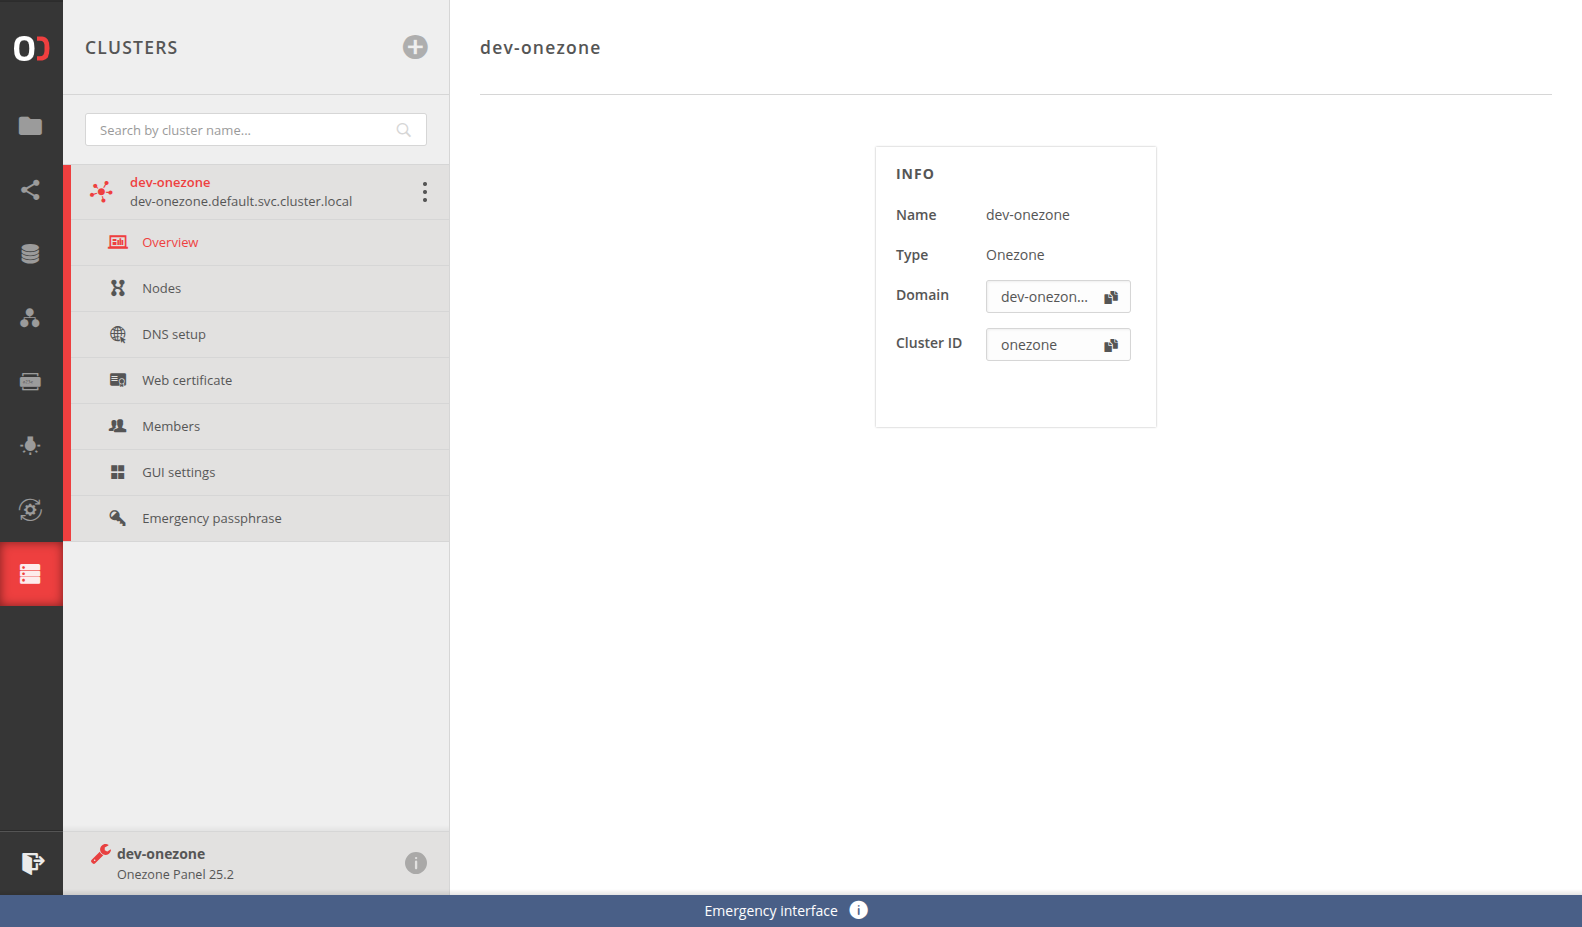 CLUSTERS
Search by cluster name...
dev-onezone
dev-onezone.default.svc.cluster.local
Overview
Nodes
DNS setup
Web certificate
Members
GUI settings
Emergency passphrase
dev-onezone
Onezone Panel 25.2
dev-onezone
INFO
Name dev-onezone
Type Onezone
Domain dev-onezon...
Cluster ID onezone
Emergency interface